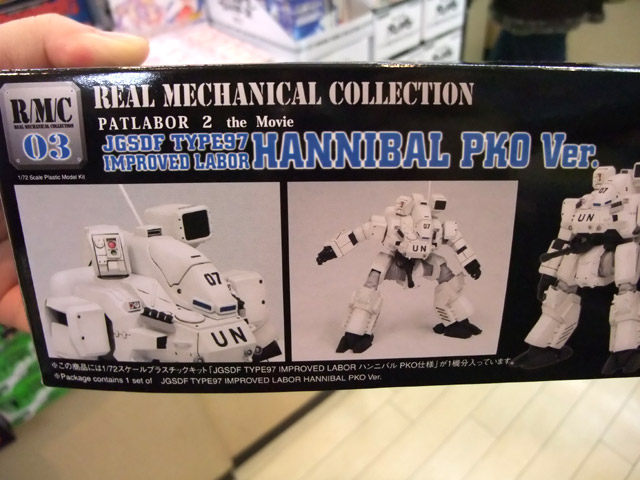 RMC
REAL MECHANICAL COLLECTION
03
1/72 Scale Plastic Model Kit
REAL MECHANICAL COLLECTION
PATLABOR 2 the Movie
JGSDF TYPE97
IMPROVED LABOR HANNIBAL PKO Ver.
07
UN
07
UN
07
UN
※この商品には1/72スケールプラスチックキット「JGSDF TYPE97 IMPROVED LABOR ハンニバル PKO仕様」が1機分入っています。
※Package contains 1 set of JGSDF TYPE97 IMPROVED LABOR HANNIBAL PKO Ver.